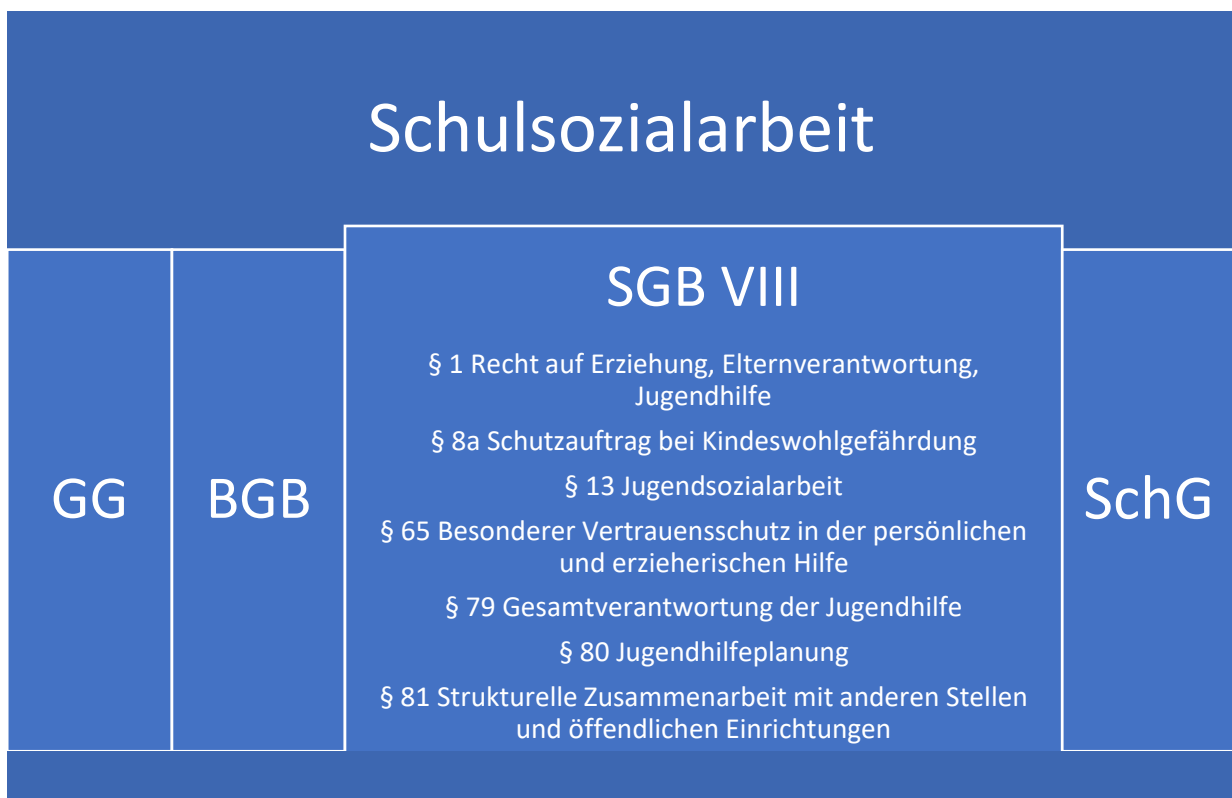 Schulsozialarbeit
GG
BGB
SGB VIII
§ 1 Recht auf Erziehung, Elternverantwortung,
Jugendhilfe
§ 8a Schutzauftrag bei Kindeswohlgefährdung
§ 13 Jugendsozialarbeit
§ 65 Besonderer Vertrauensschutz in der persönlichen
und erzieherischen Hilfe
§ 79 Gesamtverantwortung der Jugendhilfe
§ 80 Jugendhilfeplanung
§ 81 Strukturelle Zusammenarbeit mit anderen Stellen
und öffendlichen Einrichtungen
SchG